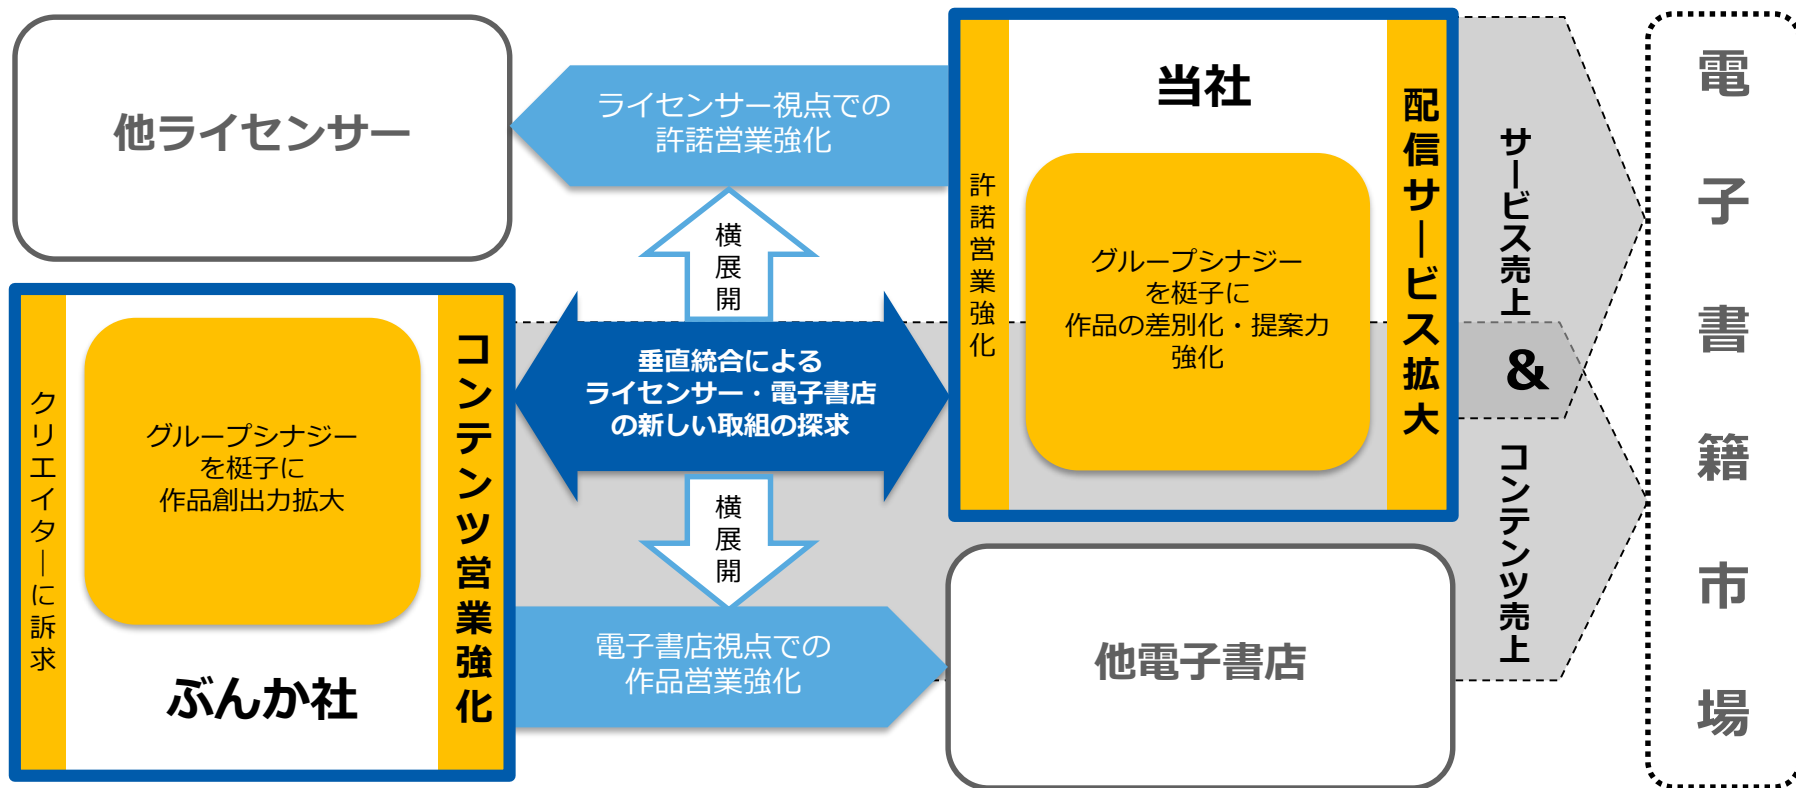 他ライセンサー
ライセンサー視点での
許諾営業強化
当社
許諾営業強化
グループシナジー
を梃子に
作品の差別化・提案力
強化
配信サービス拡大
サービス売上
&
コンテンツ売上
電子書籍市場
横展開
垂直統合による
ライセンサー・電子書店
の新しい取組の探求
横展開
クリエイターに訴求
グループシナジー
を梃子に
作品創出力拡大
ぶんか社
コンテンツ営業強化
電子書店視点での
作品営業強化
他電子書店